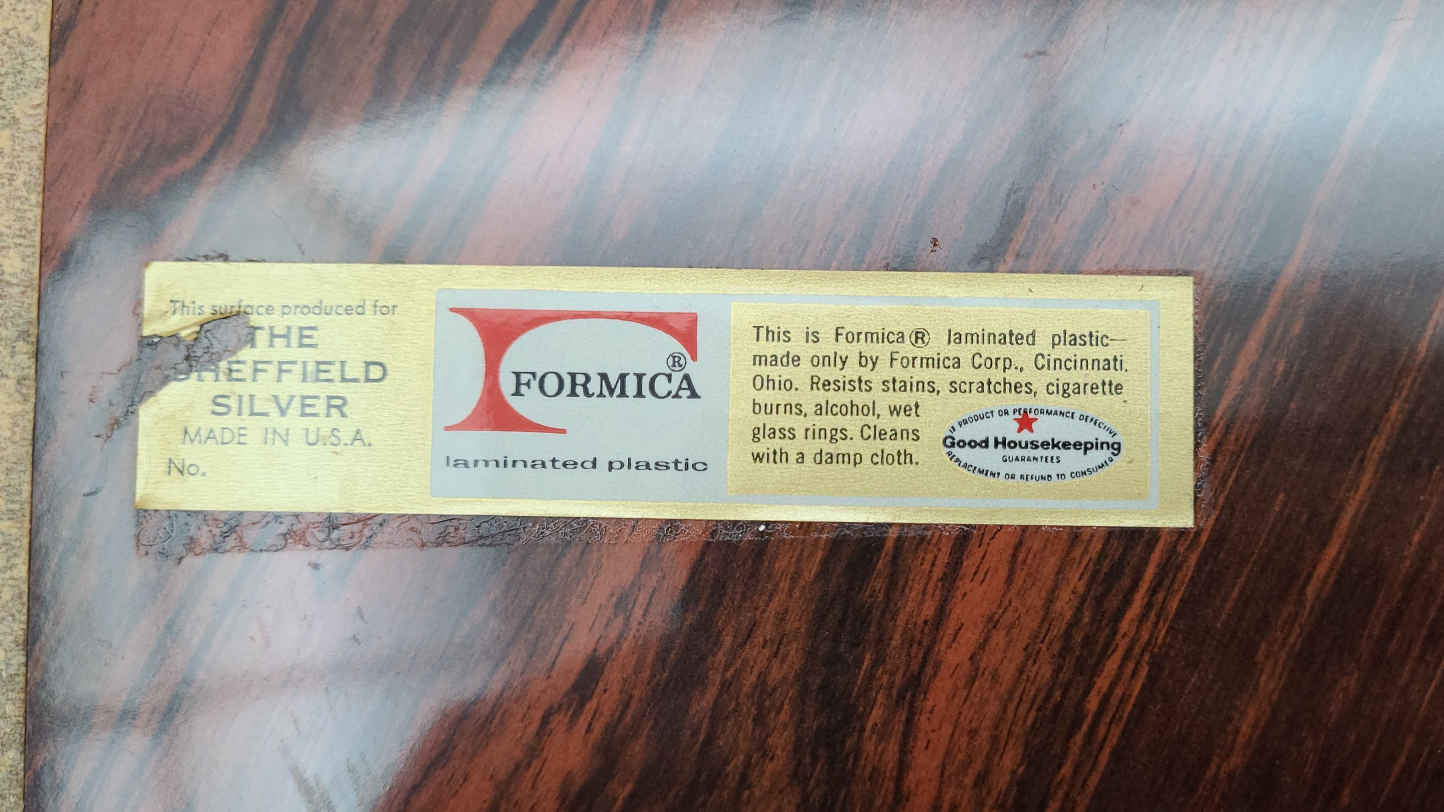 This surface produced for
THE
SHEFFIELD
SILVER
MADE IN U.S.A.
No.
FORMICA®
laminated plastic
This is Formica® laminated plastic—
made only by Formica Corp., Cincinnati,
Ohio. Resists stains, scratches, cigarette
burns, alcohol, wet
glass rings. Cleans
with a damp cloth.
IF PRODUCT OR PERFORMANCE DEFECTIVE
Good Housekeeping
GUARANTEES
REPLACEMENT OR REFUND TO CONSUMER